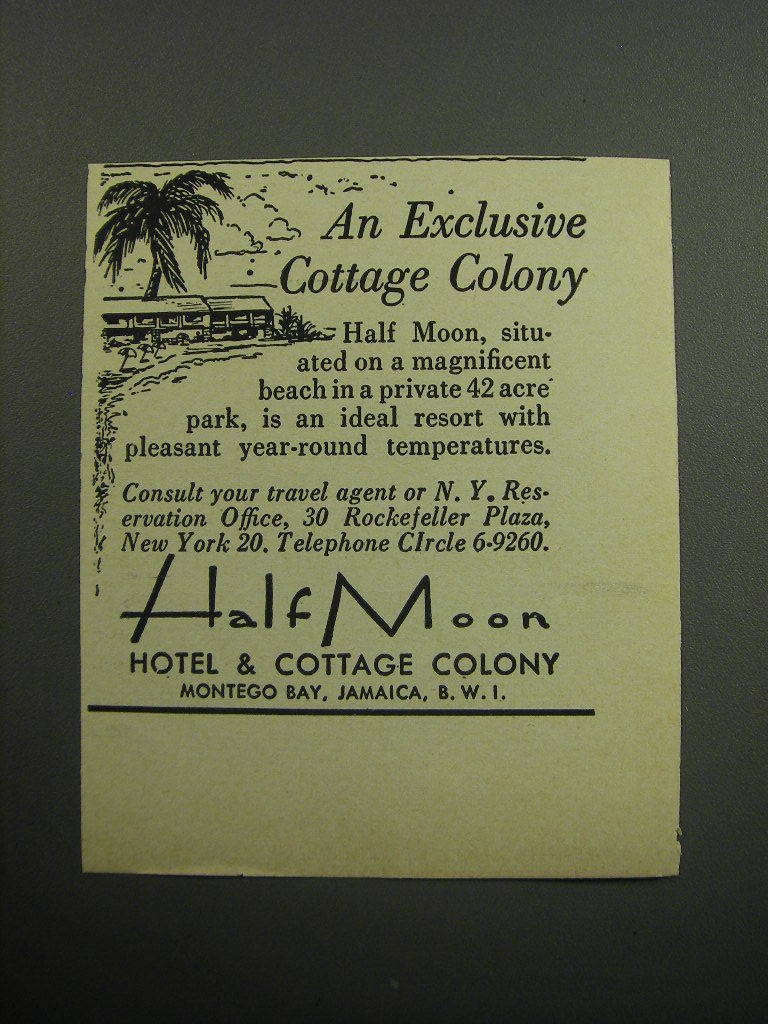 An Exclusive
Cottage Colony
Half Moon, situ-
ated on a magnificent
beach in a private 42 acre
park, is an ideal resort with
pleasant year-round temperatures.
Consult your travel agent or N. Y. Res-
ervation Office, 30 Rockefeller Plaza,
New York 20. Telephone CIrcle 6-9260.
Half Moon
HOTEL & COTTAGE COLONY
MONTEGO BAY, JAMAICA, B. W. I.